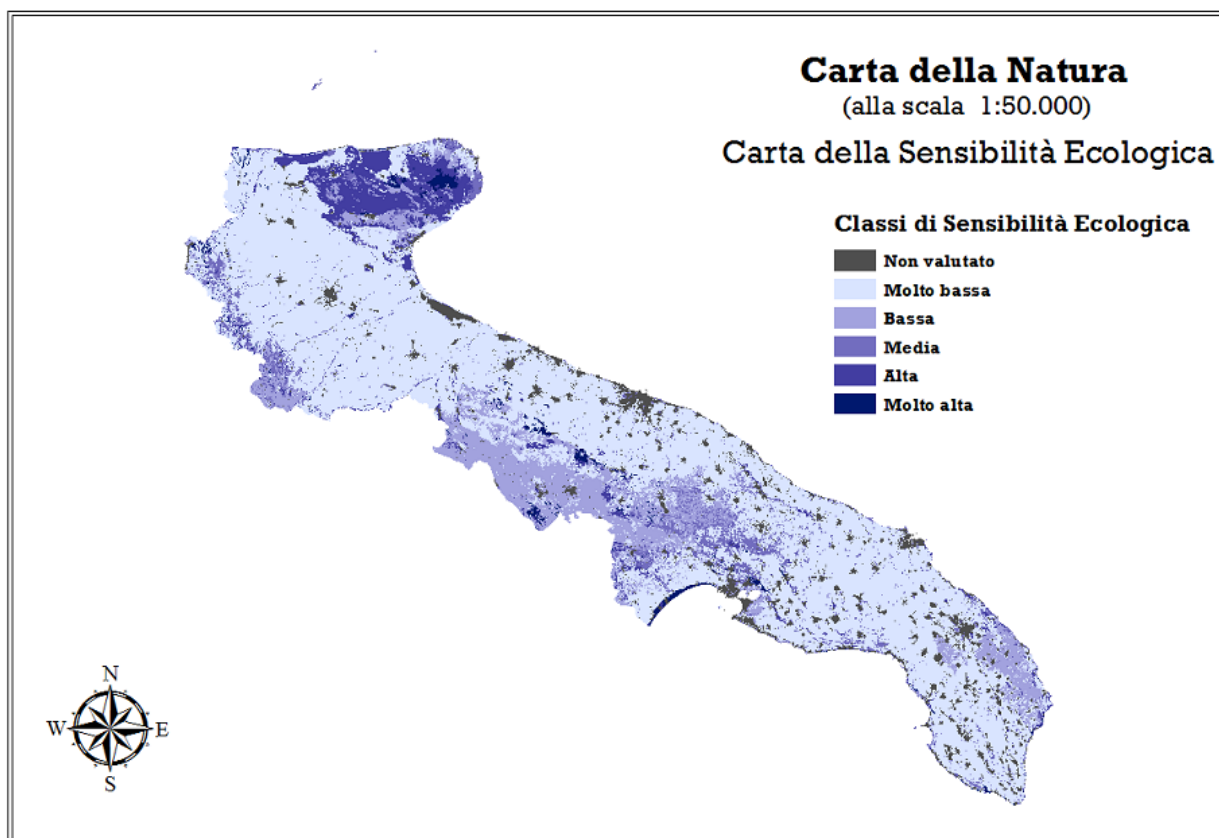 Carta della Natura
(alla scala 1:50.000)
Carta della Sensibilità Ecologica
Classi di Sensibilità Ecologica
Non valutato
Molto bassa
Bassa
Media
Alta
Molto alta
N
W E
S